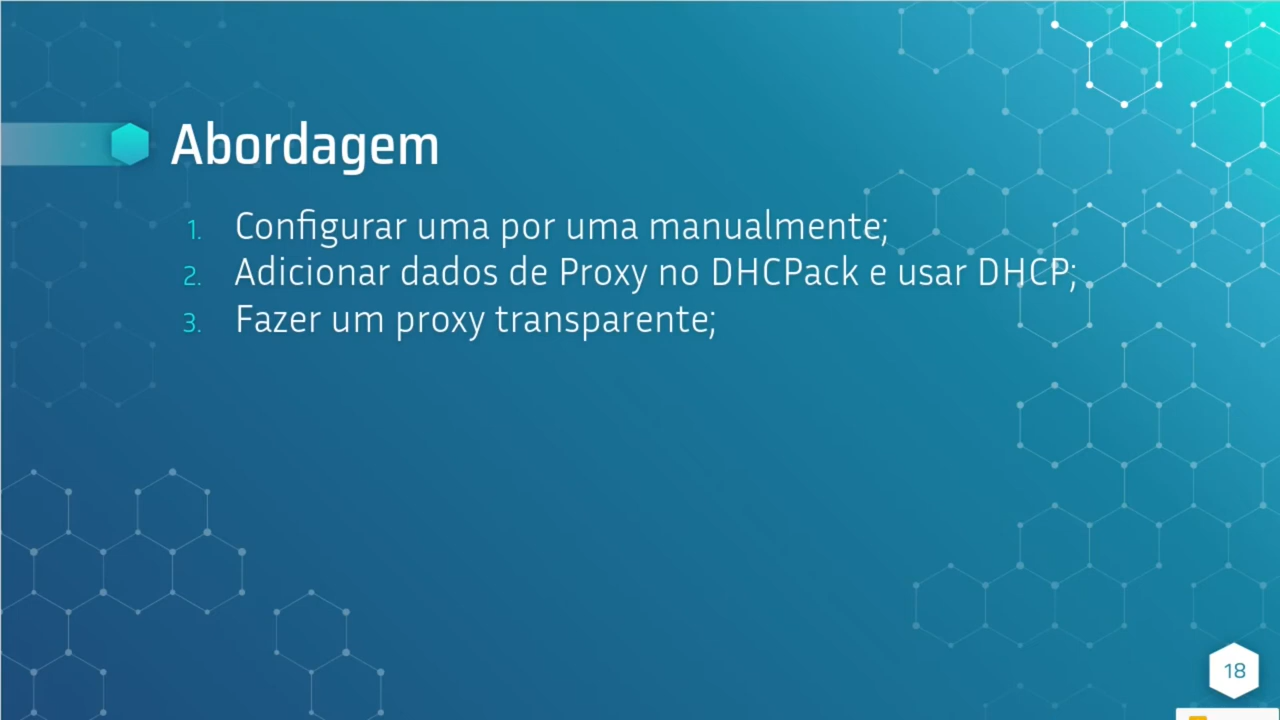 Abordagem
1. Configurar uma por uma manualmente;
2. Adicionar dados de Proxy no DHCPack e usar DHCP;
3. Fazer um proxy transparente;
18